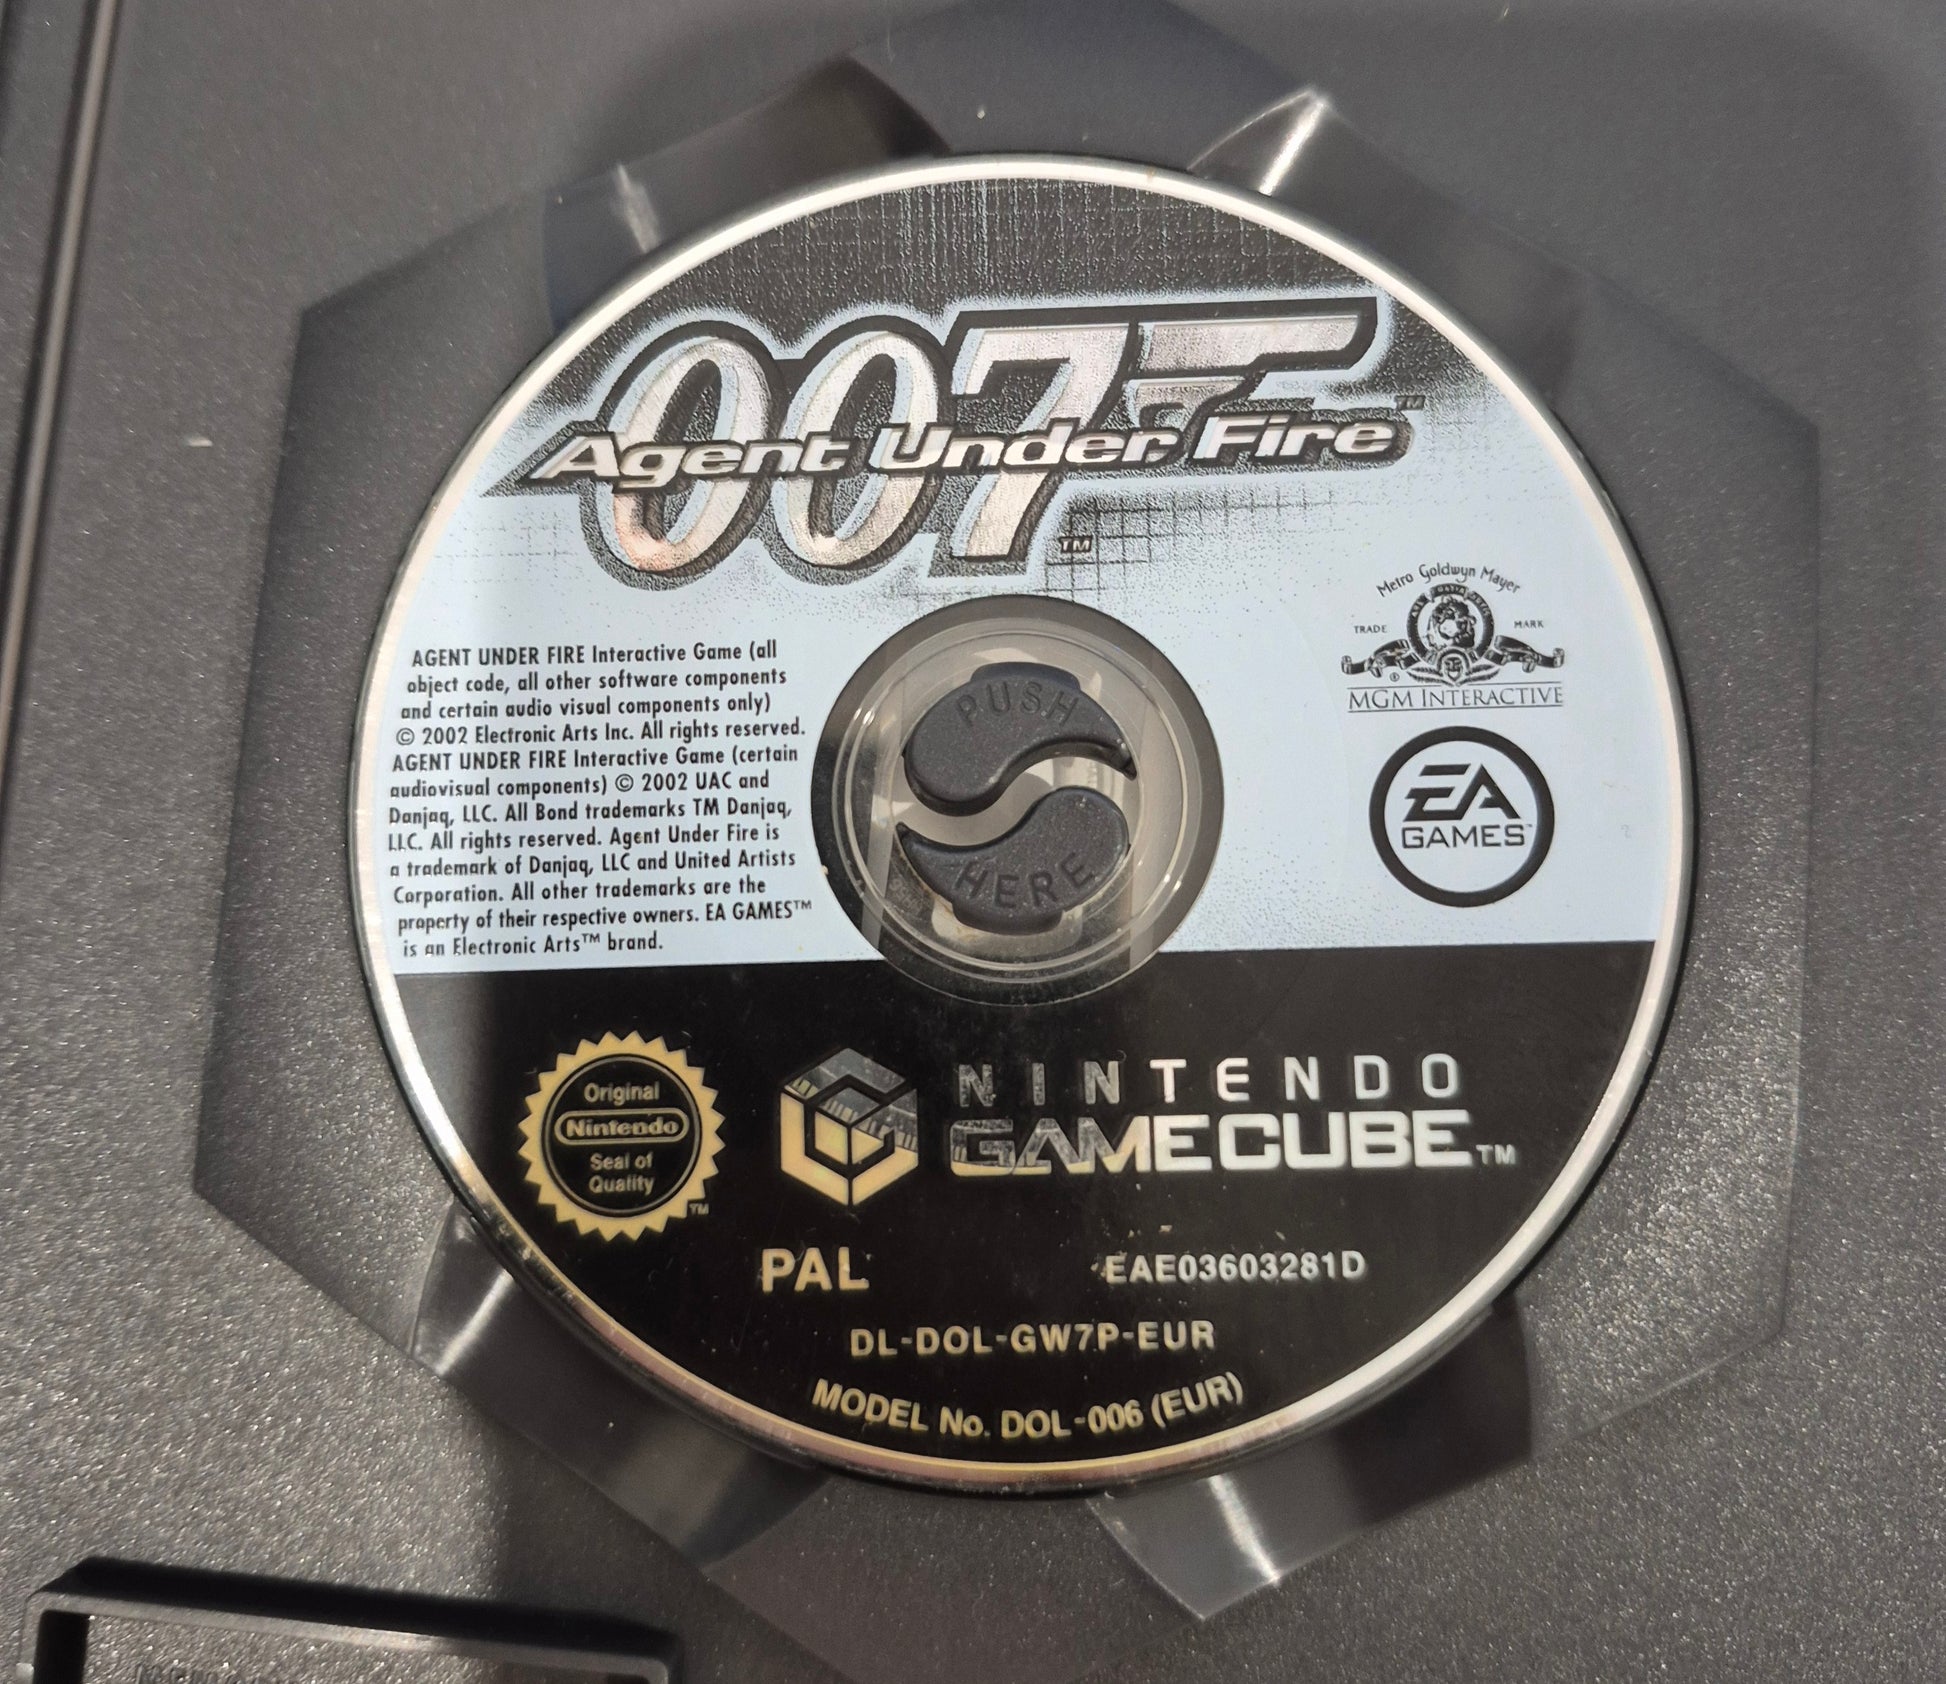 007™
Agent Under Fire™
Metro Goldwyn Mayer
TRADE MARK
®
MGM INTERACTIVE
AGENT UNDER FIRE Interactive Game (all
object code, all other software components
and certain audio visual components only)
© 2002 Electronic Arts Inc. All rights reserved.
AGENT UNDER FIRE Interactive Game (certain
audiovisual components) © 2002 UAC and
Danjaq, LLC. All Bond trademarks TM Danjaq,
LLC. All rights reserved. Agent Under Fire is
a trademark of Danjaq, LLC and United Artists
Corporation. All other trademarks are the
property of their respective owners. EA GAMES™
is an Electronic Arts™ brand.
PUSH
HERE
EA
GAMES™
Original
Nintendo
Seal of
Quality
TM
NINTENDO
GAMECUBE™
PAL
EAE03603281D
DL-DOL-GW7P-EUR
MODEL No. DOL-006 (EUR)